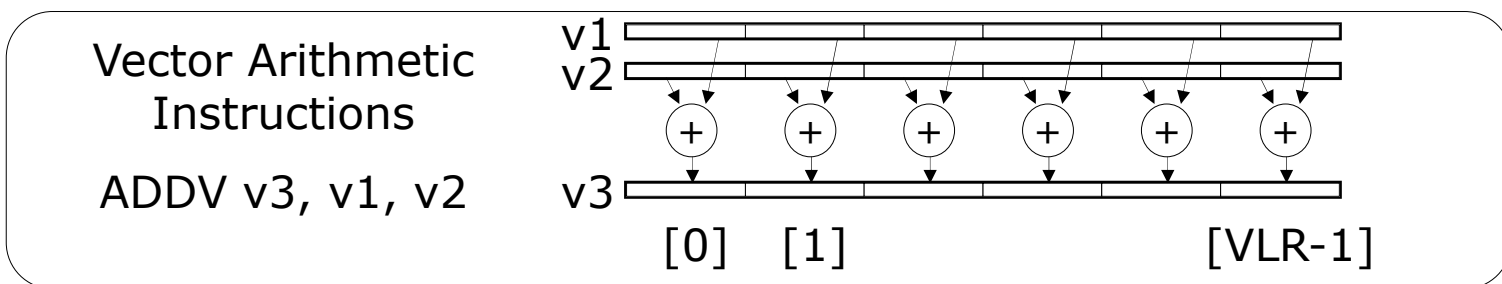 Vector Arithmetic
Instructions
ADDV v3, v1, v2
v1
v2
+ + + + + +
v3
[0] [1] [VLR-1]